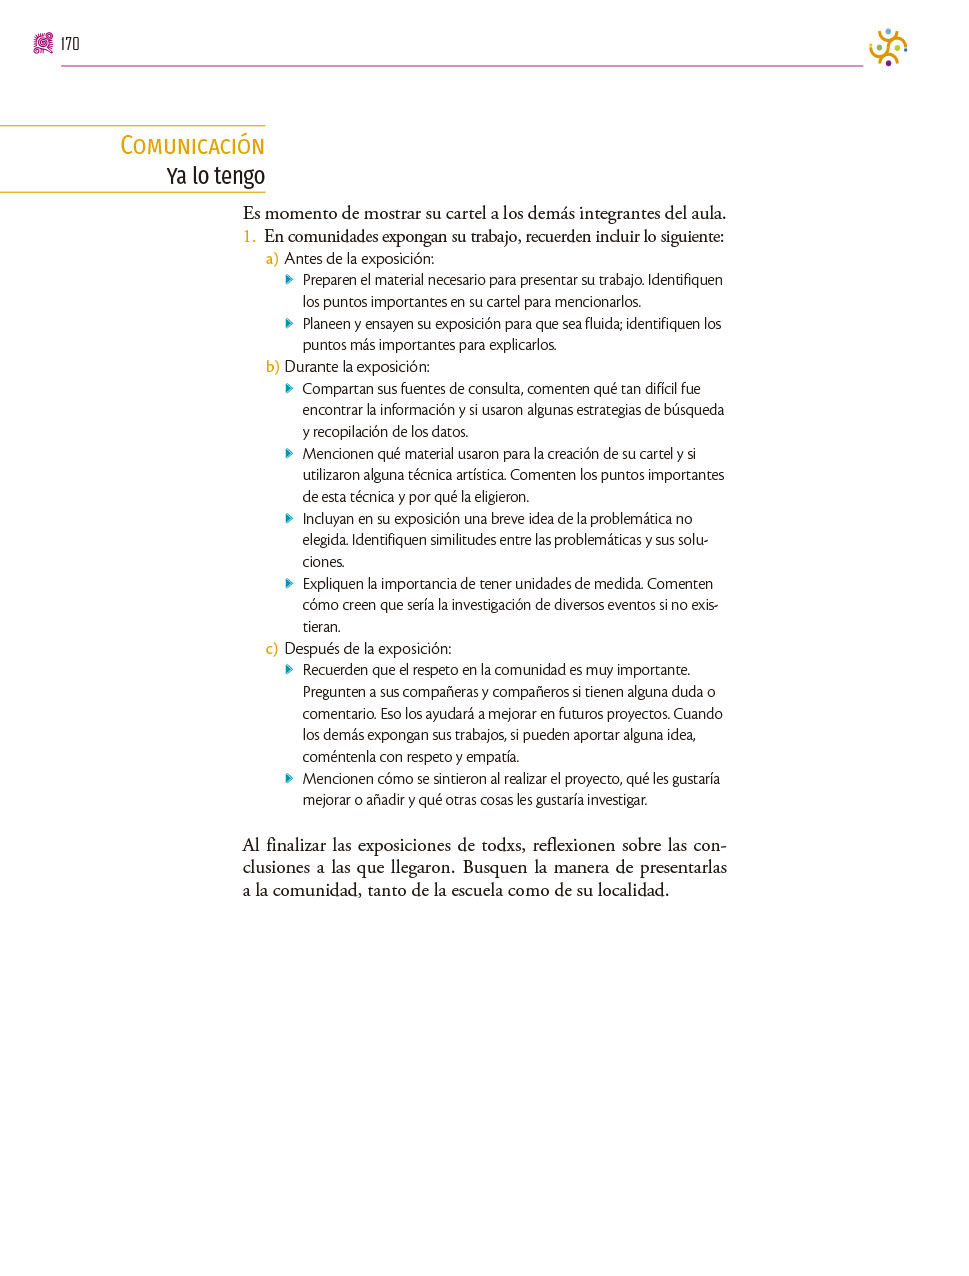 170
COMUNICACIÓN
Ya lo tengo
Es momento de mostrar su cartel a los demás integrantes del aula.
1. En comunidades expongan su trabajo, recuerden incluir lo siguiente:
a) Antes de la exposición:
Preparen el material necesario para presentar su trabajo. Identifiquen
los puntos importantes en su cartel para mencionarlos.
Planeen y ensayen su exposición para que sea fluida; identifiquen los
puntos más importantes para explicarlos.
b) Durante la exposición:
Compartan sus fuentes de consulta, comenten qué tan difícil fue
encontrar la información y si usaron algunas estrategias de búsqueda
y recopilación de los datos.
Mencionen qué material usaron para la creación de su cartel y si
utilizaron alguna técnica artística. Comenten los puntos importantes
de esta técnica y por qué la eligieron.
Incluyan en su exposición una breve idea de la problemática no
elegida. Identifiquen similitudes entre las problemáticas y sus solu-
ciones.
Expliquen la importancia de tener unidades de medida. Comenten
cómo creen que sería la investigación de diversos eventos si no exis-
tieran.
c) Después de la exposición:
Recuerden que el respeto en la comunidad es muy importante.
Pregunten a sus compañeras y compañeros si tienen alguna duda o
comentario. Eso los ayudará a mejorar en futuros proyectos. Cuando
los demás expongan sus trabajos, si pueden aportar alguna idea,
coméntenla con respeto y empatía.
Mencionen cómo se sintieron al realizar el proyecto, qué les gustaría
mejorar o añadir y qué otras cosas les gustaría investigar.
Al finalizar las exposiciones de todxs, reflexionen sobre las con-
clusiones a las que llegaron. Busquen la manera de presentarlas
a la comunidad, tanto de la escuela como de su localidad.